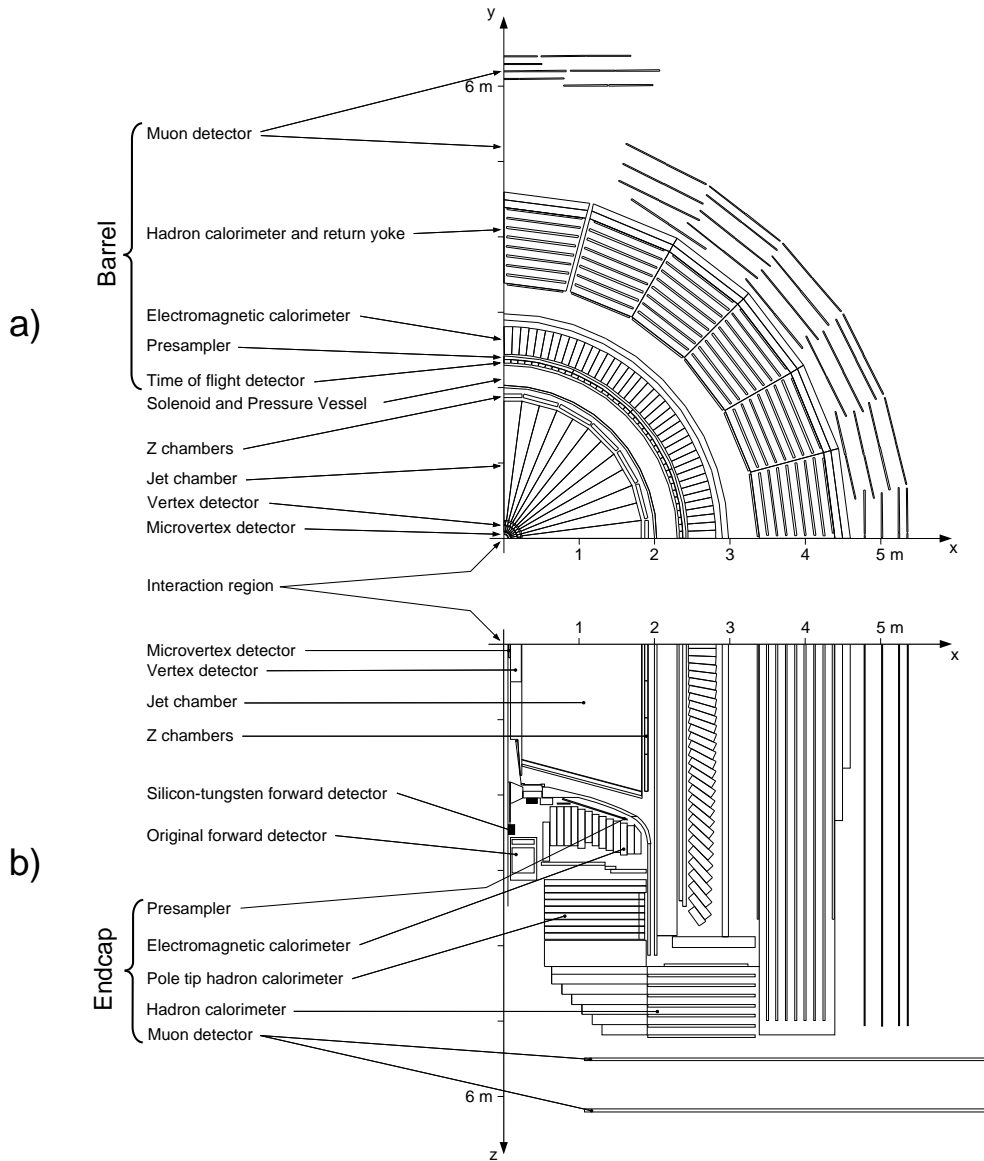 y
6 m
Muon detector
Hadron calorimeter and return yoke
Barrel
a)
Electromagnetic calorimeter
Presampler
Time of flight detector
Solenoid and Pressure Vessel
Z chambers
Jet chamber
Vertex detector
Microvertex detector
1 2 3 4 5 m
x
Interaction region
1 2 3 4 5 m
x
Microvertex detector
Vertex detector
Jet chamber
Z chambers
Silicon-tungsten forward detector
Original forward detector
b)
Presampler
Electromagnetic calorimeter
Endcap
Pole tip hadron calorimeter
Hadron calorimeter
Muon detector
6 m
z